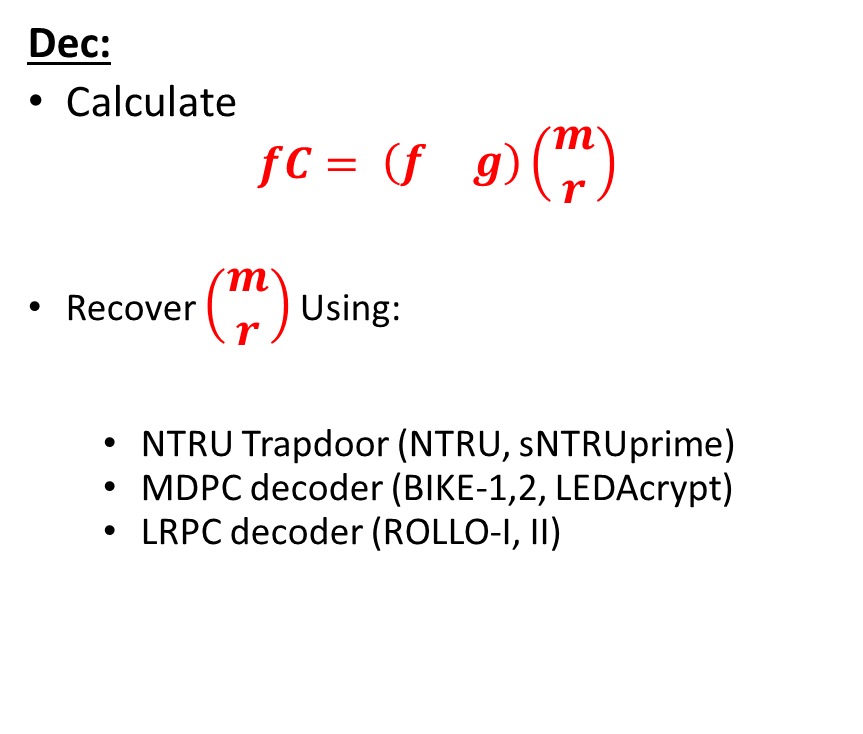 Dec:
• Calculate
fC = (f g) (m
r)
• Recover (m
r) Using:
• NTRU Trapdoor (NTRU, sNTRUprime)
• MDPC decoder (BIKE-1,2, LEDAcrypt)
• LRPC decoder (ROLLO-I, II)